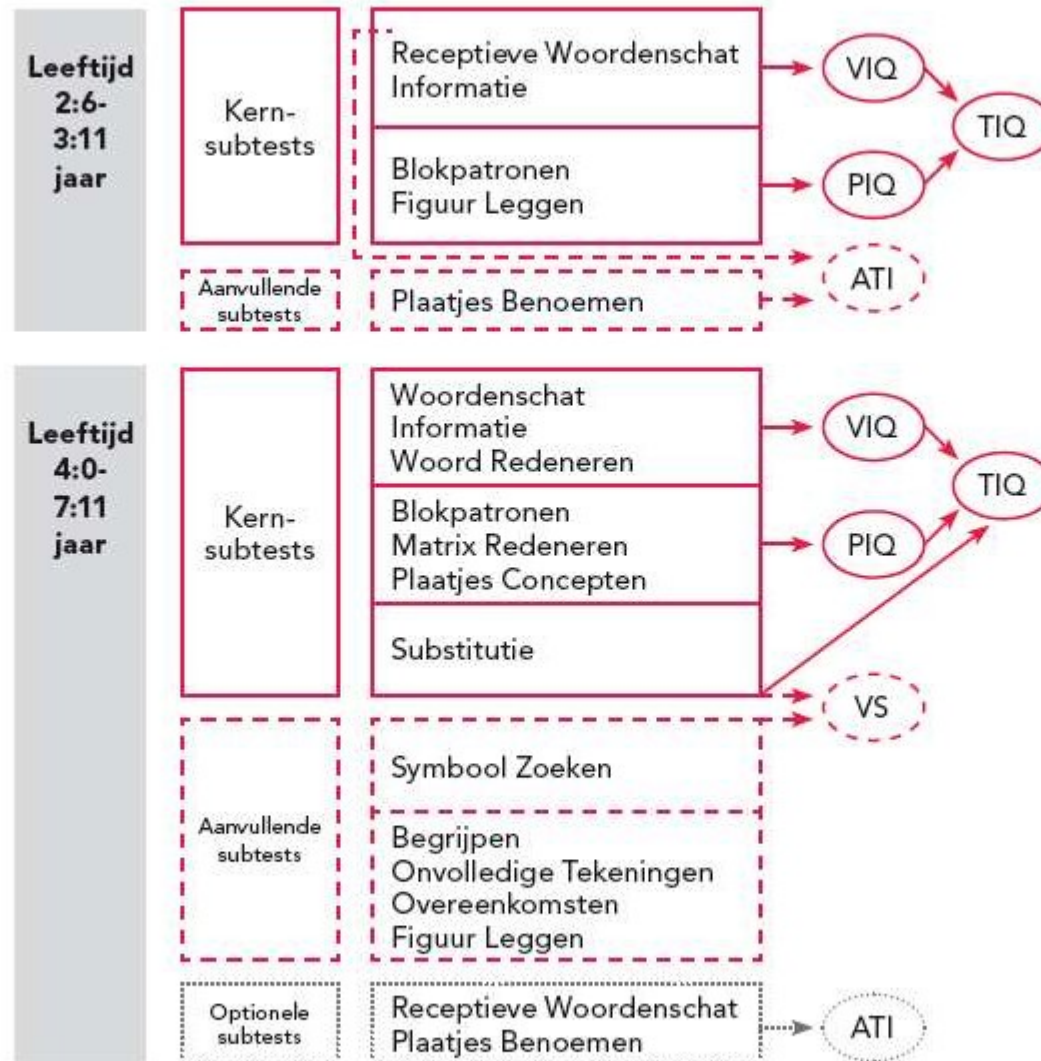 Leeftijd
2:6-
3:11
jaar
Kern-
subtests
Receptieve Woordenschat
Informatie
VIQ
TIQ
Blokpatronen
Figuur Leggen
PIQ
ATI
Aanvullende
subtests
Plaatjes Benoemen
Leeftijd
4:0-
7:11
jaar
Kern-
subtests
Woordenschat
Informatie
Woord Redeneren
VIQ
TIQ
Blokpatronen
Matrix Redeneren
Plaatjes Concepten
PIQ
Substitutie
VS
Aanvullende
subtests
Symbool Zoeken
Begrijpen
Onvolledige Tekeningen
Overeenkomsten
Figuur Leggen
Optionele
subtests
Receptieve Woordenschat
Plaatjes Benoemen
ATI